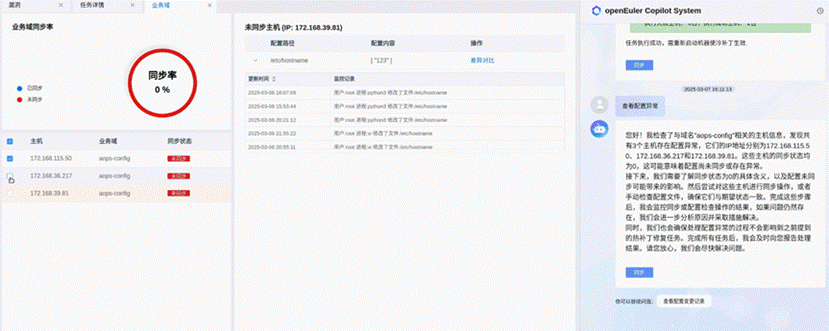 漏洞
任务详情
业务域
业务域同步率
同步率
0 %
已同步
未同步
主机 业务域 同步状态
172.168.115.50 aops-config 未同步
172.168.36.217 aops-config 未同步
172.168.39.81 aops-config 未同步
未同步主机 (IP: 172.168.39.81)
配置路径 配置内容 操作
/etc/hostname [ "123" ] 差异对比
更新时间 监控记录
2025-03-06 16:07:08 用户 root 进程 python3 修改了文件 /etc/hostname
2025-03-06 15:53:44 用户 root 进程 python3 修改了文件 /etc/hostname
2025-03-06 20:21:12 用户 root 进程 python3 修改了文件 /etc/hostname
2025-03-06 21:55:22 用户 root 进程 vi 修改了文件 /etc/hostname
2025-03-06 20:55:11 用户 root 进程 vi 修改了文件 /etc/hostname
openEuler Copilot System
任务执行成功，需重新启动机器使冷补丁生效.
同步
2025-03-07 16:11:13
查看配置异常
您好！我检查了与域名"aops-config"相关的主机信息，发现共
有3个主机存在配置异常，它们的IP地址分别为172.168.115.5
0、172.168.36.217和172.168.39.81。这些主机的同步状态均
为0，这可能意味着配置尚未同步或存在异常。
接下来，我们需要了解同步状态为0的具体含义，以及配置未同
步可能带来的影响。然后尝试对这些主机进行同步操作，或者
手动检查配置文件，确保它们与期望状态一致。完成这些步骤
后，我会监控同步或配置检查操作的结果，如果问题仍然存
在，我们会进一步分析原因并采取措施解决。
同时，我们也会确保处理配置异常的过程不会影响到之前提到
的热补丁修复任务。完成所有任务后，我会及时向您报告处理
结果。请您放心，我们会尽快解决问题。
同步
你可以继续问我： 查看配置变更记录